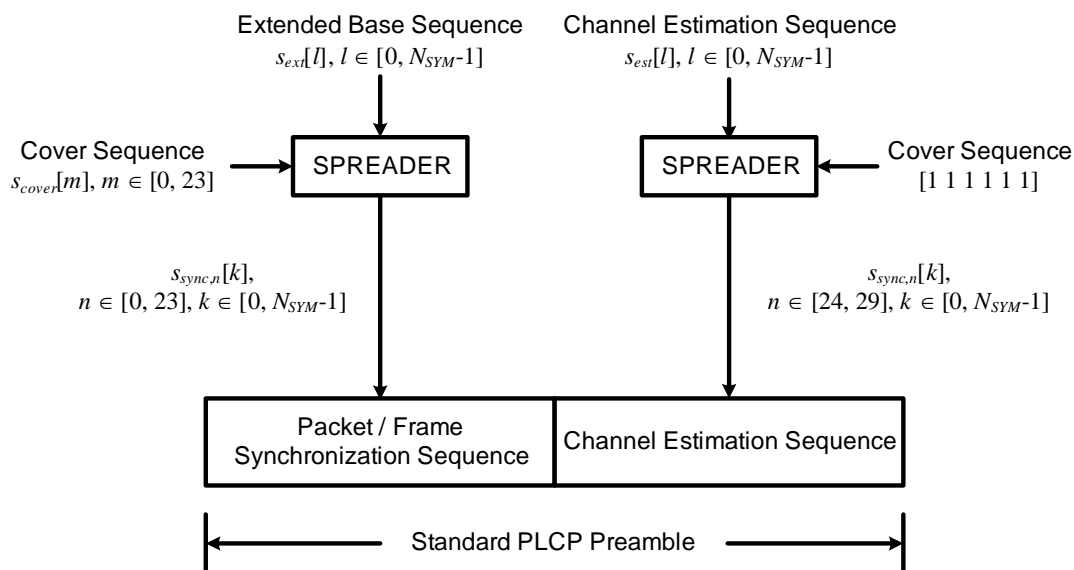 Extended Base Sequence
s_ext[l], l ∈ [0, N_SYM-1]
Channel Estimation Sequence
s_est[l], l ∈ [0, N_SYM-1]
Cover Sequence
s_cover[m], m ∈ [0, 23]
SPREADER
SPREADER
Cover Sequence
[1 1 1 1 1 1]
s_sync,n[k],
n ∈ [0, 23], k ∈ [0, N_SYM-1]
s_sync,n[k],
n ∈ [24, 29], k ∈ [0, N_SYM-1]
Packet / Frame
Synchronization Sequence
Channel Estimation Sequence
Standard PLCP Preamble